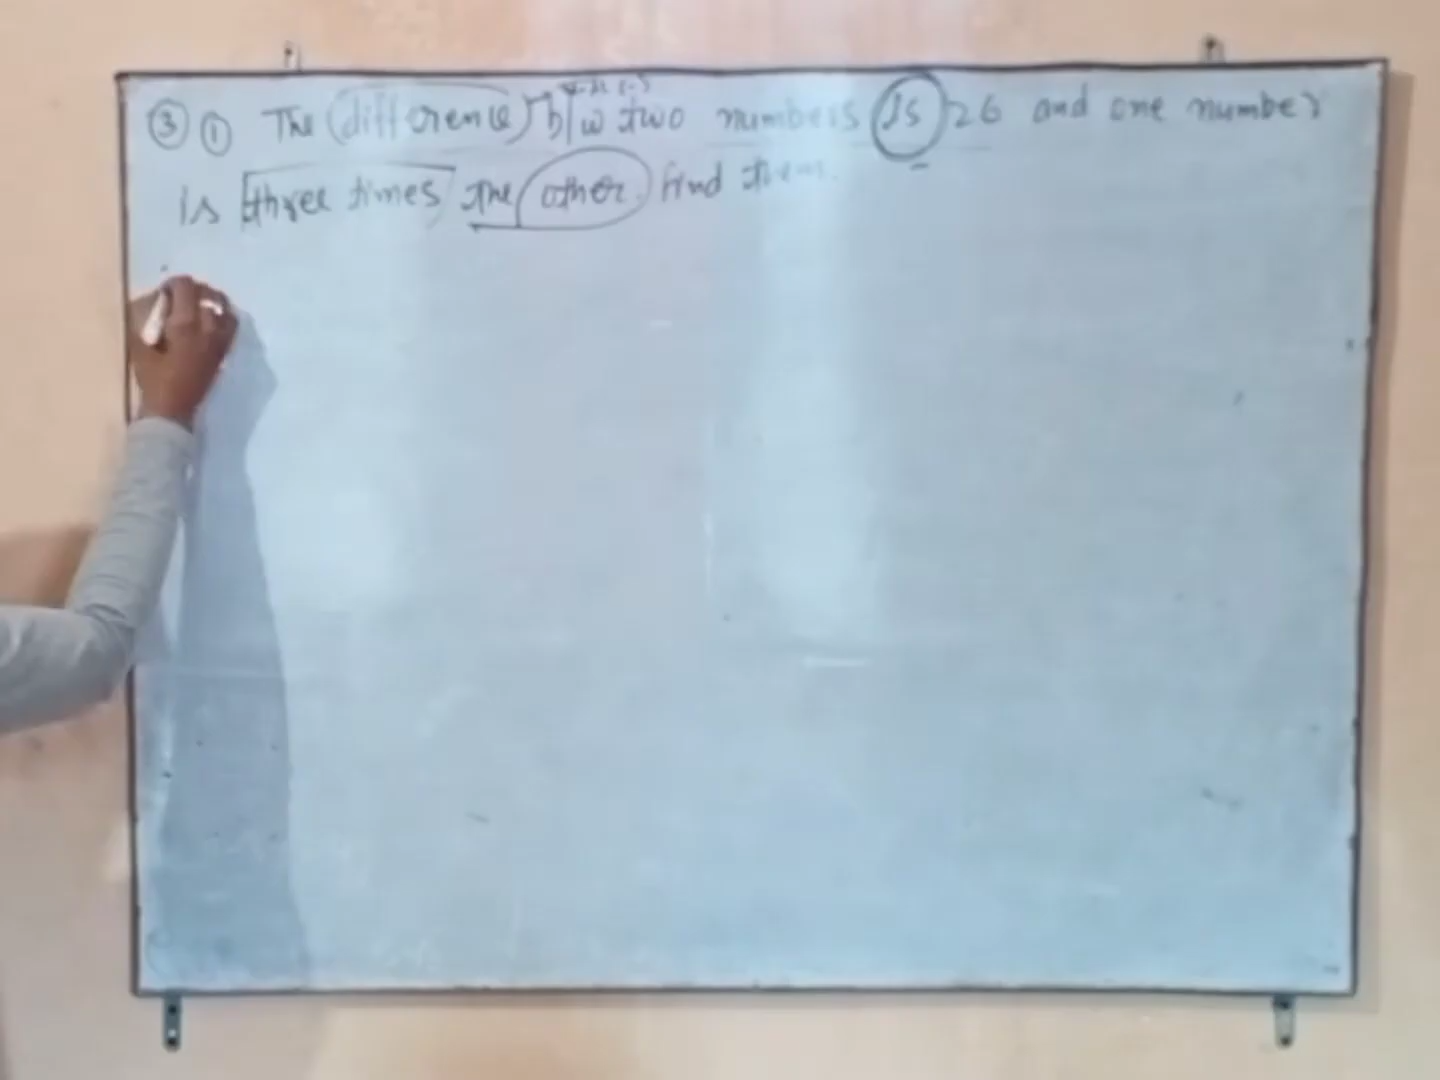 ③ ① The difference b/w two numbers is 26 and one number
is three times the other. find them.